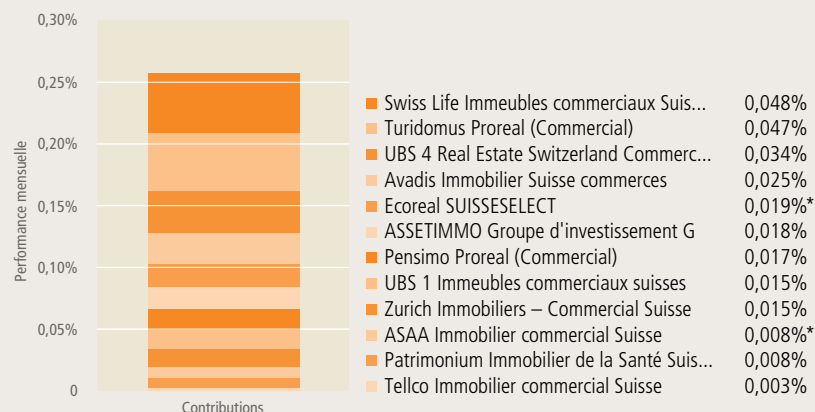 0,30%
0,25%
0,20%
0,15%
0,10%
0,05%
0
Performance mensuelle
Contributions
Swiss Life Immeubles commerciaux Suis... 0,048%
Turidomus Proreal (Commercial) 0,047%
UBS 4 Real Estate Switzerland Commerc... 0,034%
Avadis Immobilier Suisse commerces 0,025%
Ecoreal SUISSESELECT 0,019%*
ASSETIMMO Groupe d'investissement G 0,018%
Pensimo Proreal (Commercial) 0,017%
UBS 1 Immeubles commerciaux suisses 0,015%
Zurich Immobiliers – Commercial Suisse 0,015%
ASAA Immobilier commercial Suisse 0,008%*
Patrimonium Immobilier de la Santé Suis... 0,008%
Tellco Immobilier commercial Suisse 0,003%